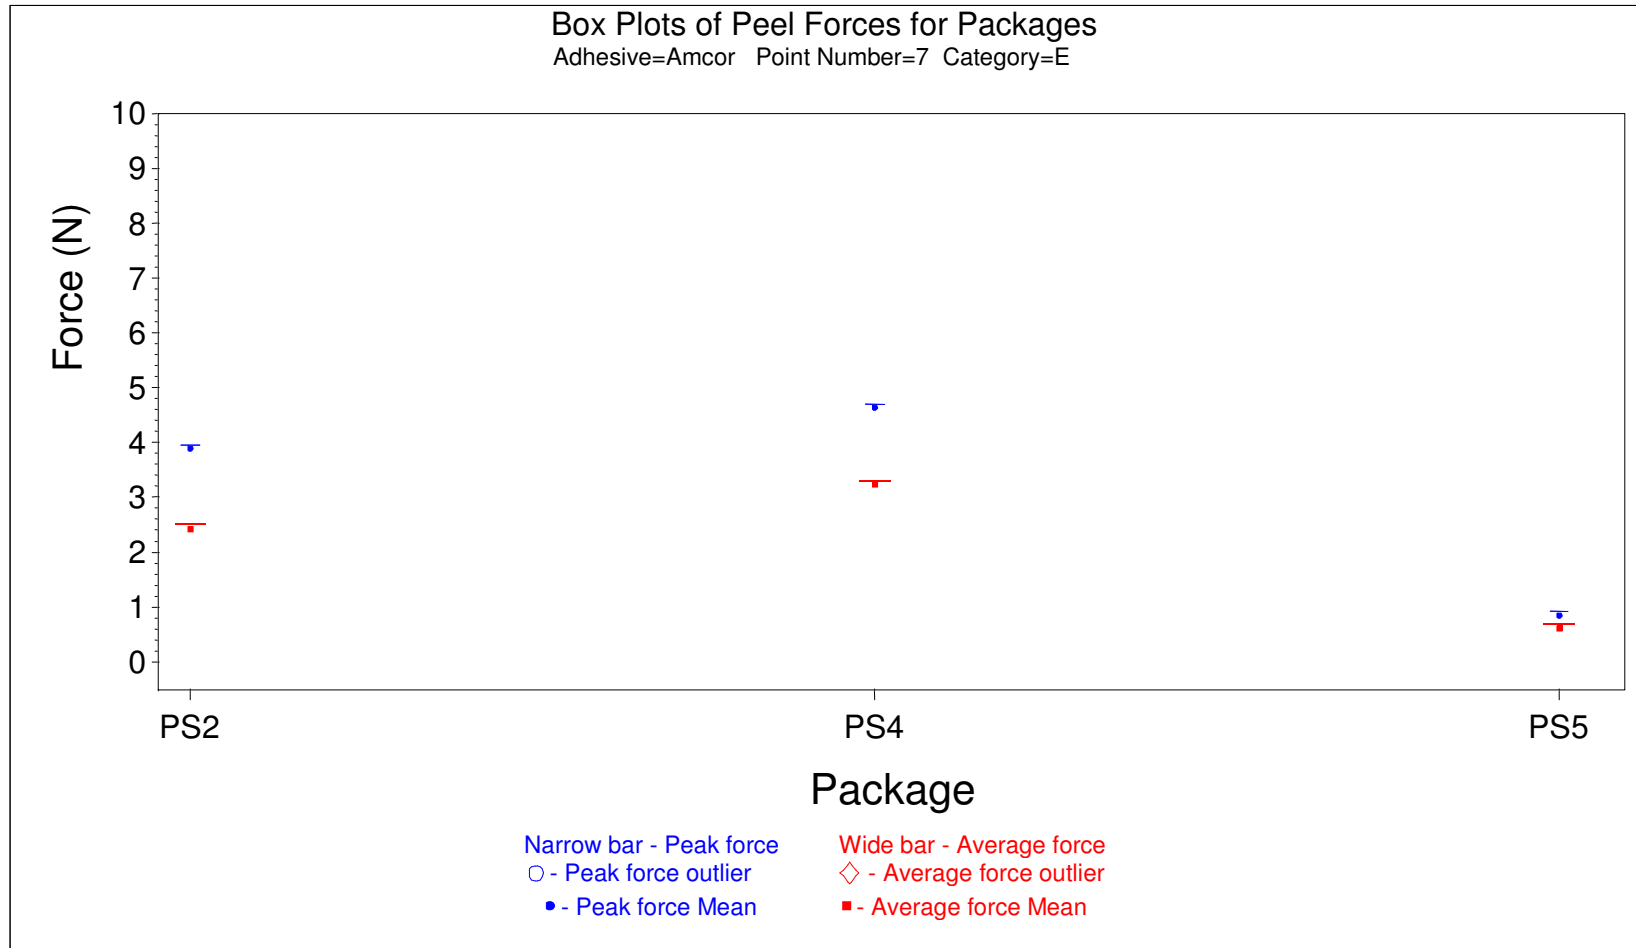 Box Plots of Peel Forces for Packages
Adhesive=Amcor Point Number=7 Category=E
10
9
8
7
6
5
4
3
2
1
0
Force (N)
PS2 PS4 PS5
Package
Narrow bar - Peak force Wide bar - Average force
- Peak force outlier - Average force outlier
- Peak force Mean - Average force Mean